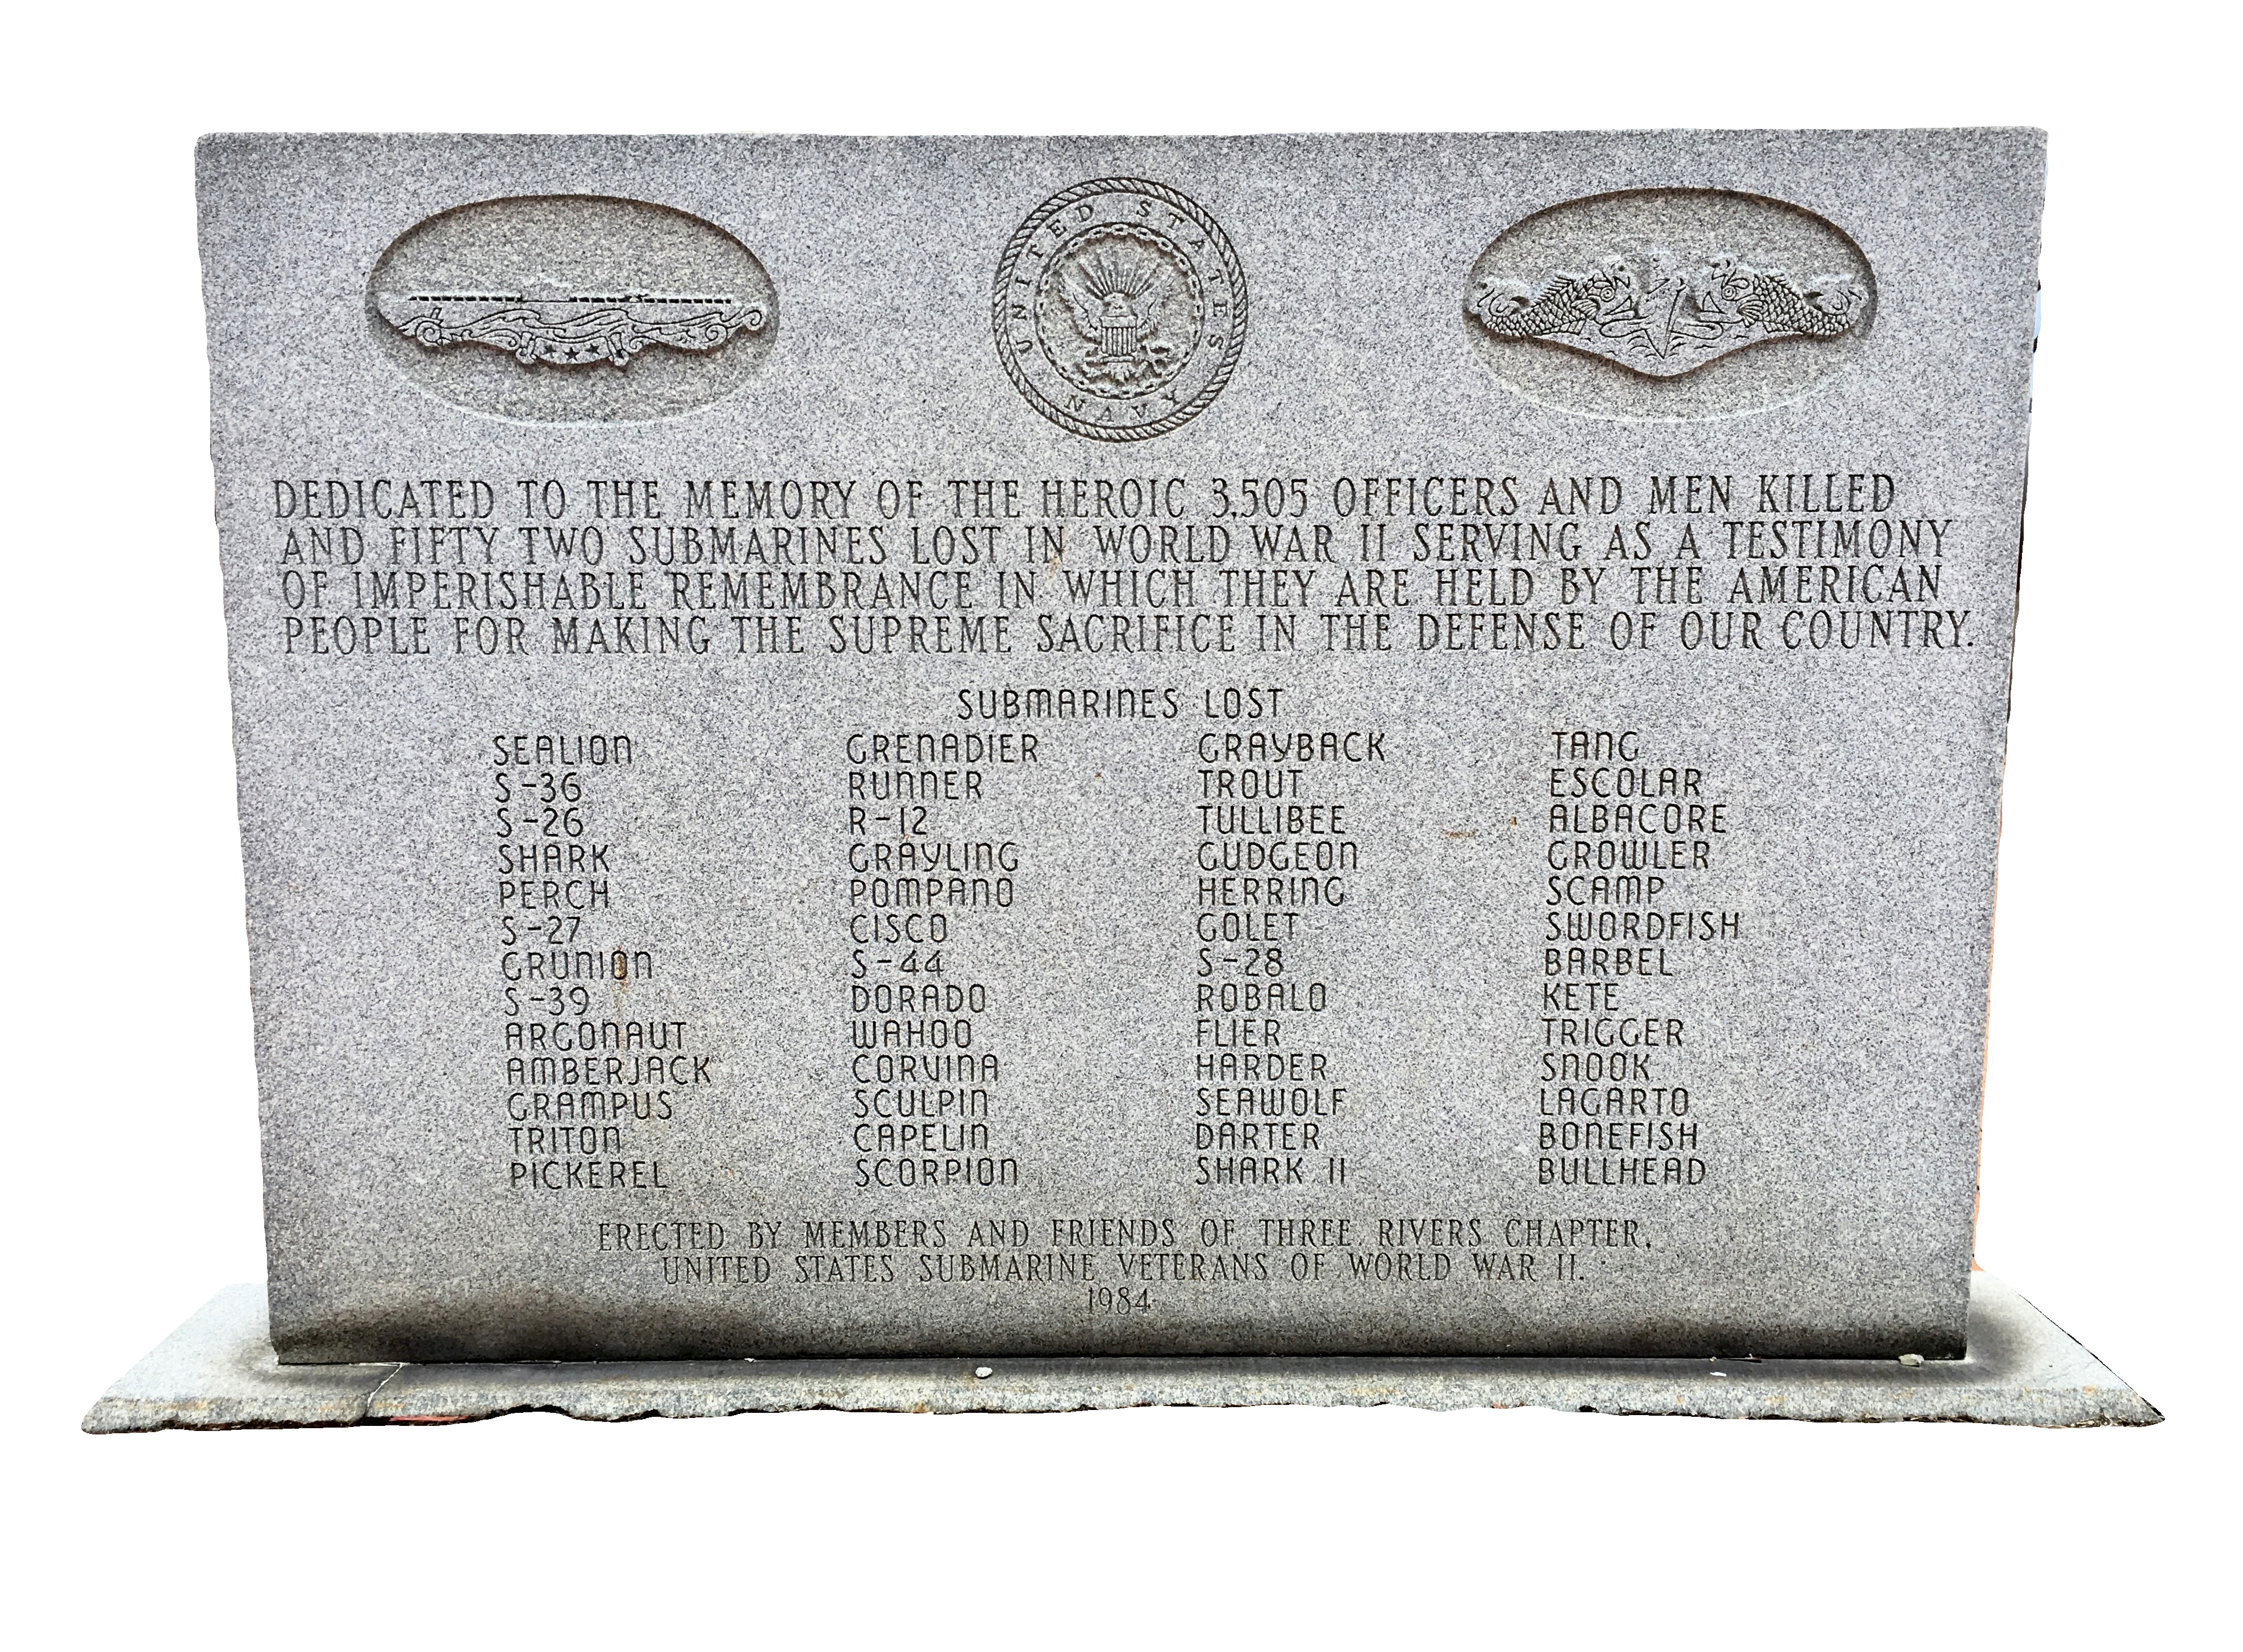 UNITED STATES
NAVY
DEDICATED TO THE MEMORY OF THE HEROIC 3,505 OFFICERS AND MEN KILLED
AND FIFTY TWO SUBMARINES LOST IN WORLD WAR II SERVING AS A TESTIMONY
OF IMPERISHABLE REMEMBRANCE IN WHICH THEY ARE HELD BY THE AMERICAN
PEOPLE FOR MAKING THE SUPREME SACRIFICE IN THE DEFENSE OF OUR COUNTRY.
SUBMARINES LOST
SEALION
S-36
S-26
SHARK
PERCH
S-27
GRUNION
S-39
ARGONAUT
AMBERJACK
GRAMPUS
TRITON
PICKEREL
GRENADIER
RUNNER
R-12
GRAYLING
POMPANO
CISCO
S-44
DORADO
WAHOO
CORVINA
SCULPIN
CAPELIN
SCORPION
GRAYBACK
TROUT
TULLIBEE
GUDGEON
HERRING
GOLET
S-28
ROBALO
FLIER
HARDER
SEAWOLF
DARTER
SHARK II
TANG
ESCOLAR
ALBACORE
GROWLER
SCAMP
SWORDFISH
BARBEL
KETE
TRIGGER
SNOOK
LAGARTO
BONEFISH
BULLHEAD
ERECTED BY MEMBERS AND FRIENDS OF THREE RIVERS CHAPTER,
UNITED STATES SUBMARINE VETERANS OF WORLD WAR II.
1984